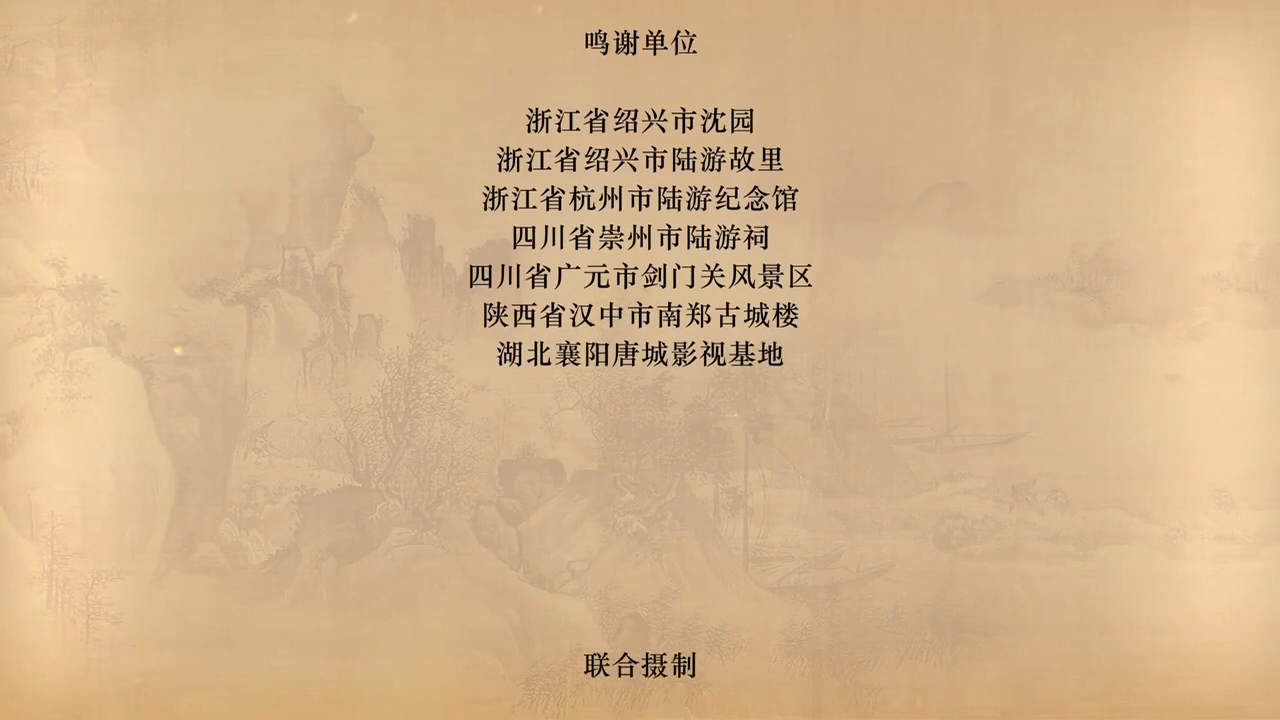 鸣谢单位
浙江省绍兴市沈园
浙江省绍兴市陆游故里
浙江省杭州市陆游纪念馆
四川省崇州市陆游祠
四川省广元市剑门关风景区
陕西省汉中市南郑古城楼
湖北襄阳唐城影视基地
联合摄制